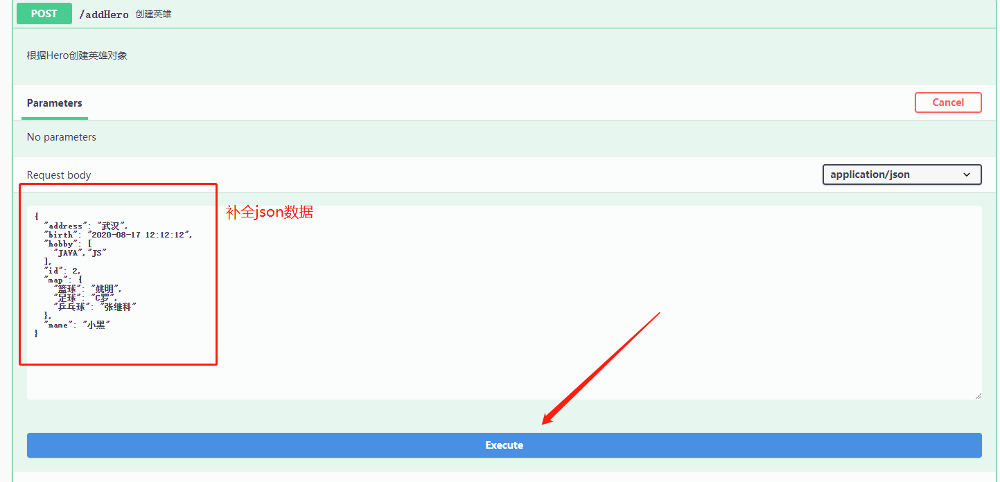 POST /addHero 创建英雄
根据Hero创建英雄对象
Parameters Cancel
No parameters
Request body application/json
补全json数据
{
"address": "武汉",
"birth": "2020-08-17 12:12:12",
"hobby": [
"JAVA","JS"
],
"id": 2,
"map": {
"篮球": "姚明",
"足球": "C罗",
"乒乓球": "张继科"
},
"name": "小黑"
}
Execute